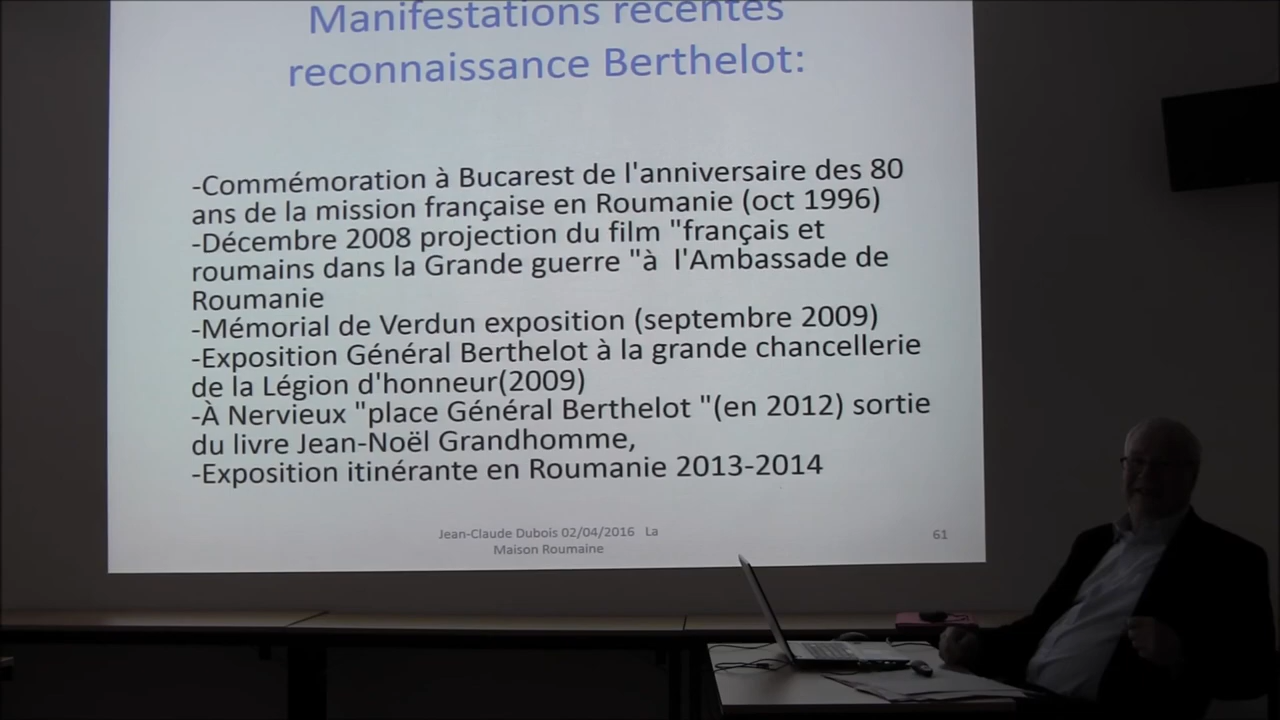 Manifestations récentes
reconnaissance Berthelot:
-Commémoration à Bucarest de l'anniversaire des 80
ans de la mission française en Roumanie (oct 1996)
-Décembre 2008 projection du film "français et
roumains dans la Grande guerre "à  l'Ambassade de
Roumanie
-Mémorial de Verdun exposition (septembre 2009)
-Exposition Général Berthelot à la grande chancellerie
de la Légion d'honneur(2009)
-À Nervieux "place Général Berthelot "(en 2012) sortie
du livre Jean-Noël Grandhomme,
-Exposition itinérante en Roumanie 2013-2014
Jean-Claude Dubois 02/04/2016   La
Maison Roumaine
61